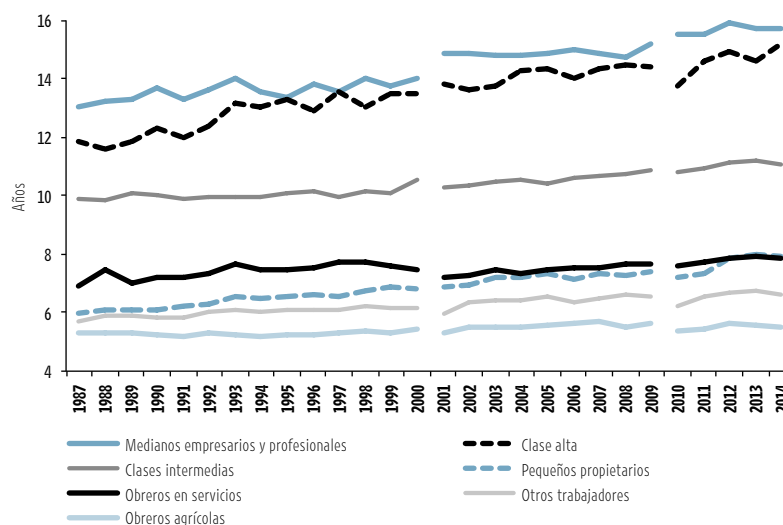 16
14
12
10
8
6
4
Años
1987 1988 1989 1990 1991 1992 1993 1994 1995 1996 1997 1998 1999 2000 2001 2002 2003 2004 2005 2006 2007 2008 2009 2010 2011 2012 2013 2014
Medianos empresarios y profesionales
Clase alta
Clases intermedias
Pequeños propietarios
Obreros en servicios
Otros trabajadores
Obreros agrícolas